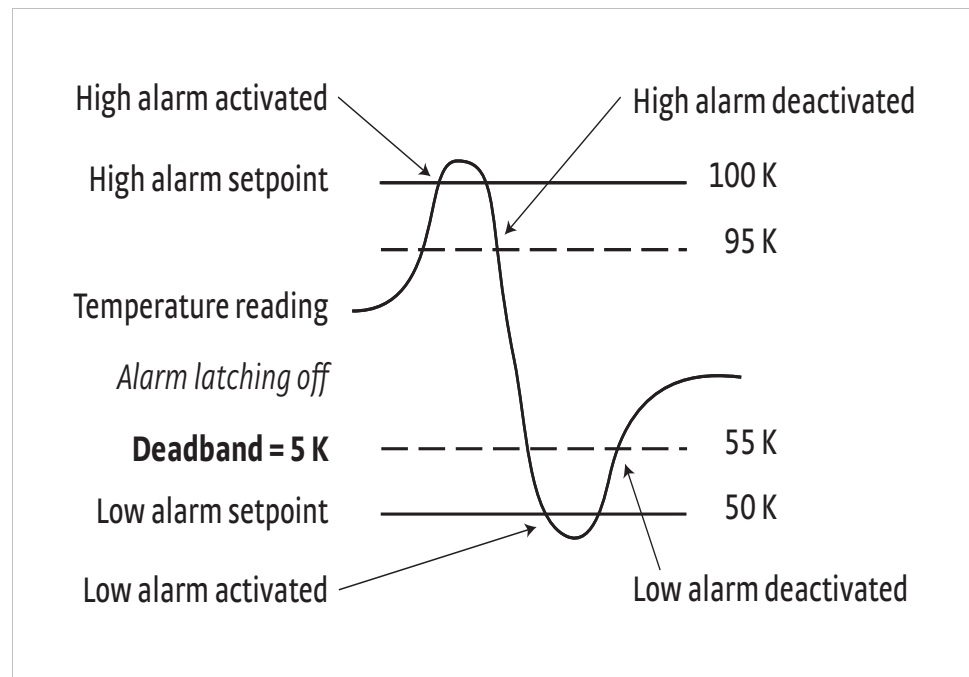 High alarm activated
High alarm deactivated
High alarm setpoint
100 K
95 K
Temperature reading
Alarm latching off
Deadband = 5 K
55 K
Low alarm setpoint
50 K
Low alarm activated
Low alarm deactivated